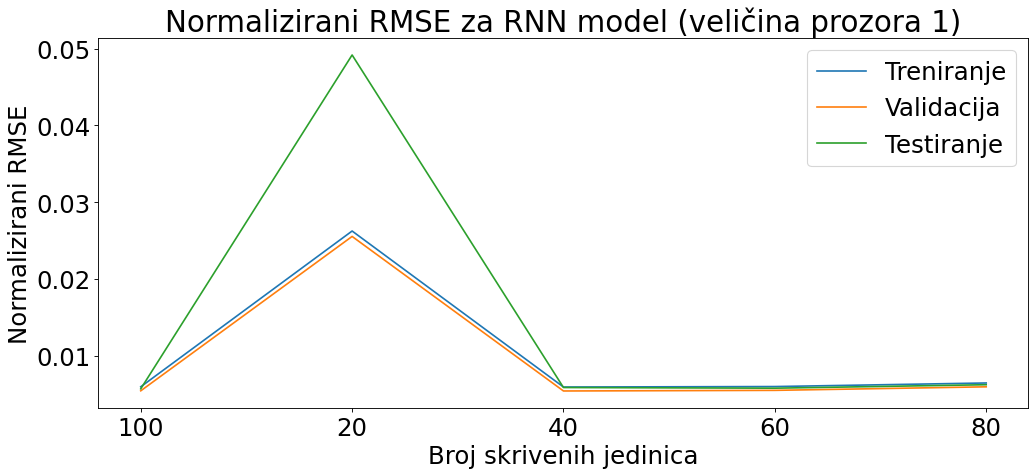 Normalizirani RMSE za RNN model (veličina prozora 1)
Normalizirani RMSE
0.05
0.04
0.03
0.02
0.01
Treniranje
Validacija
Testiranje
100 20 40 60 80
Broj skrivenih jedinica